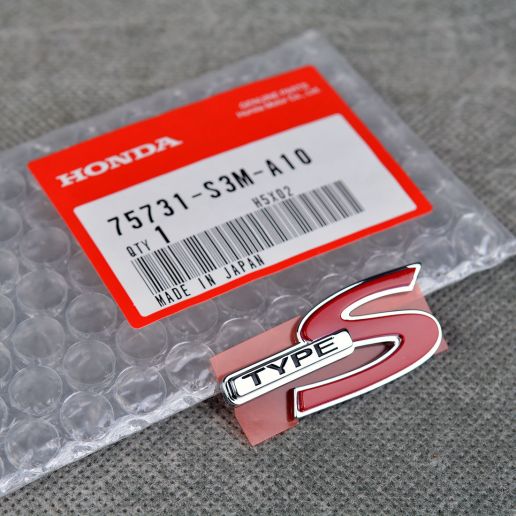 GENUINE PARTS
Honda Motor Co., Ltd.
HONDA
75731-S3M-A10
QTY
1
H5X02
MADE IN JAPAN
TYPE S